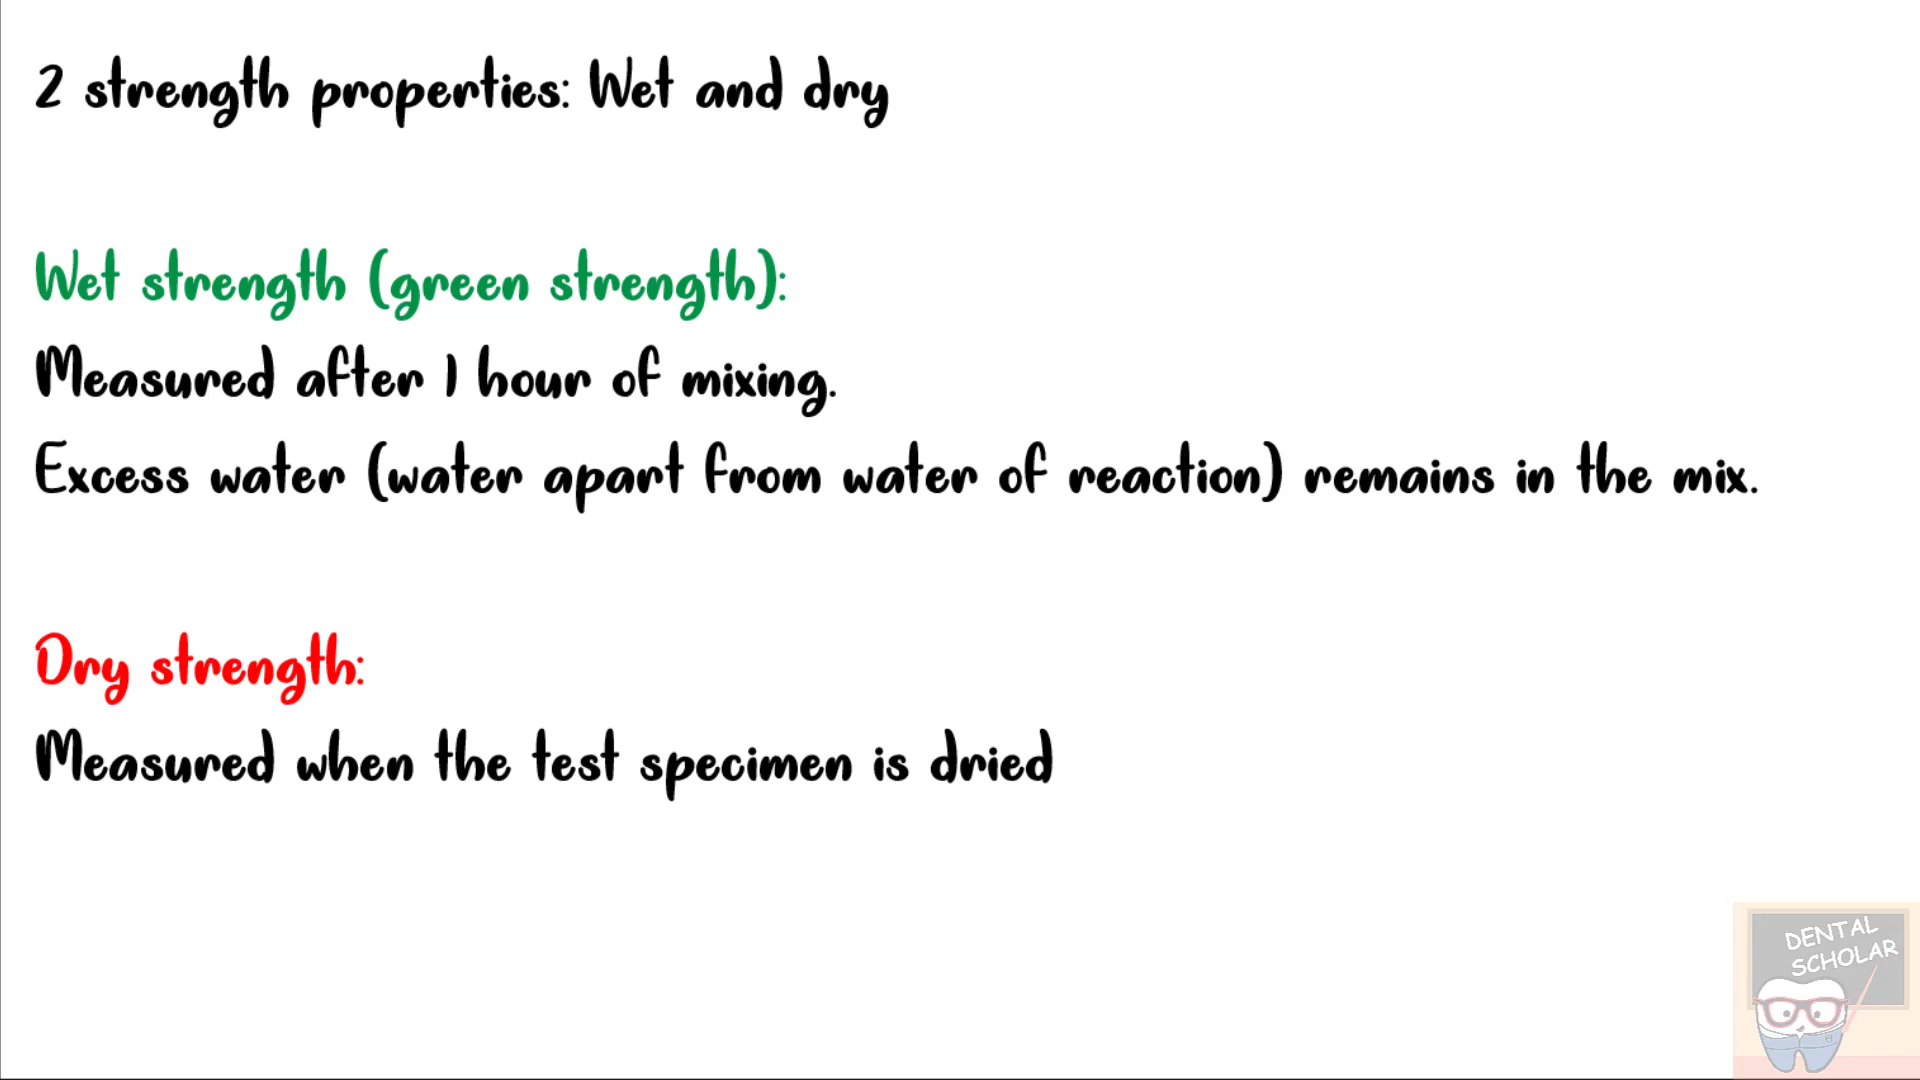 2 strength properties: Wet and dry
Wet strength (green strength):
Measured after 1 hour of mixing.
Excess water (water apart from water of reaction) remains in the mix.
Dry strength:
Measured when the test specimen is dried
DENTAL
SCHOLAR